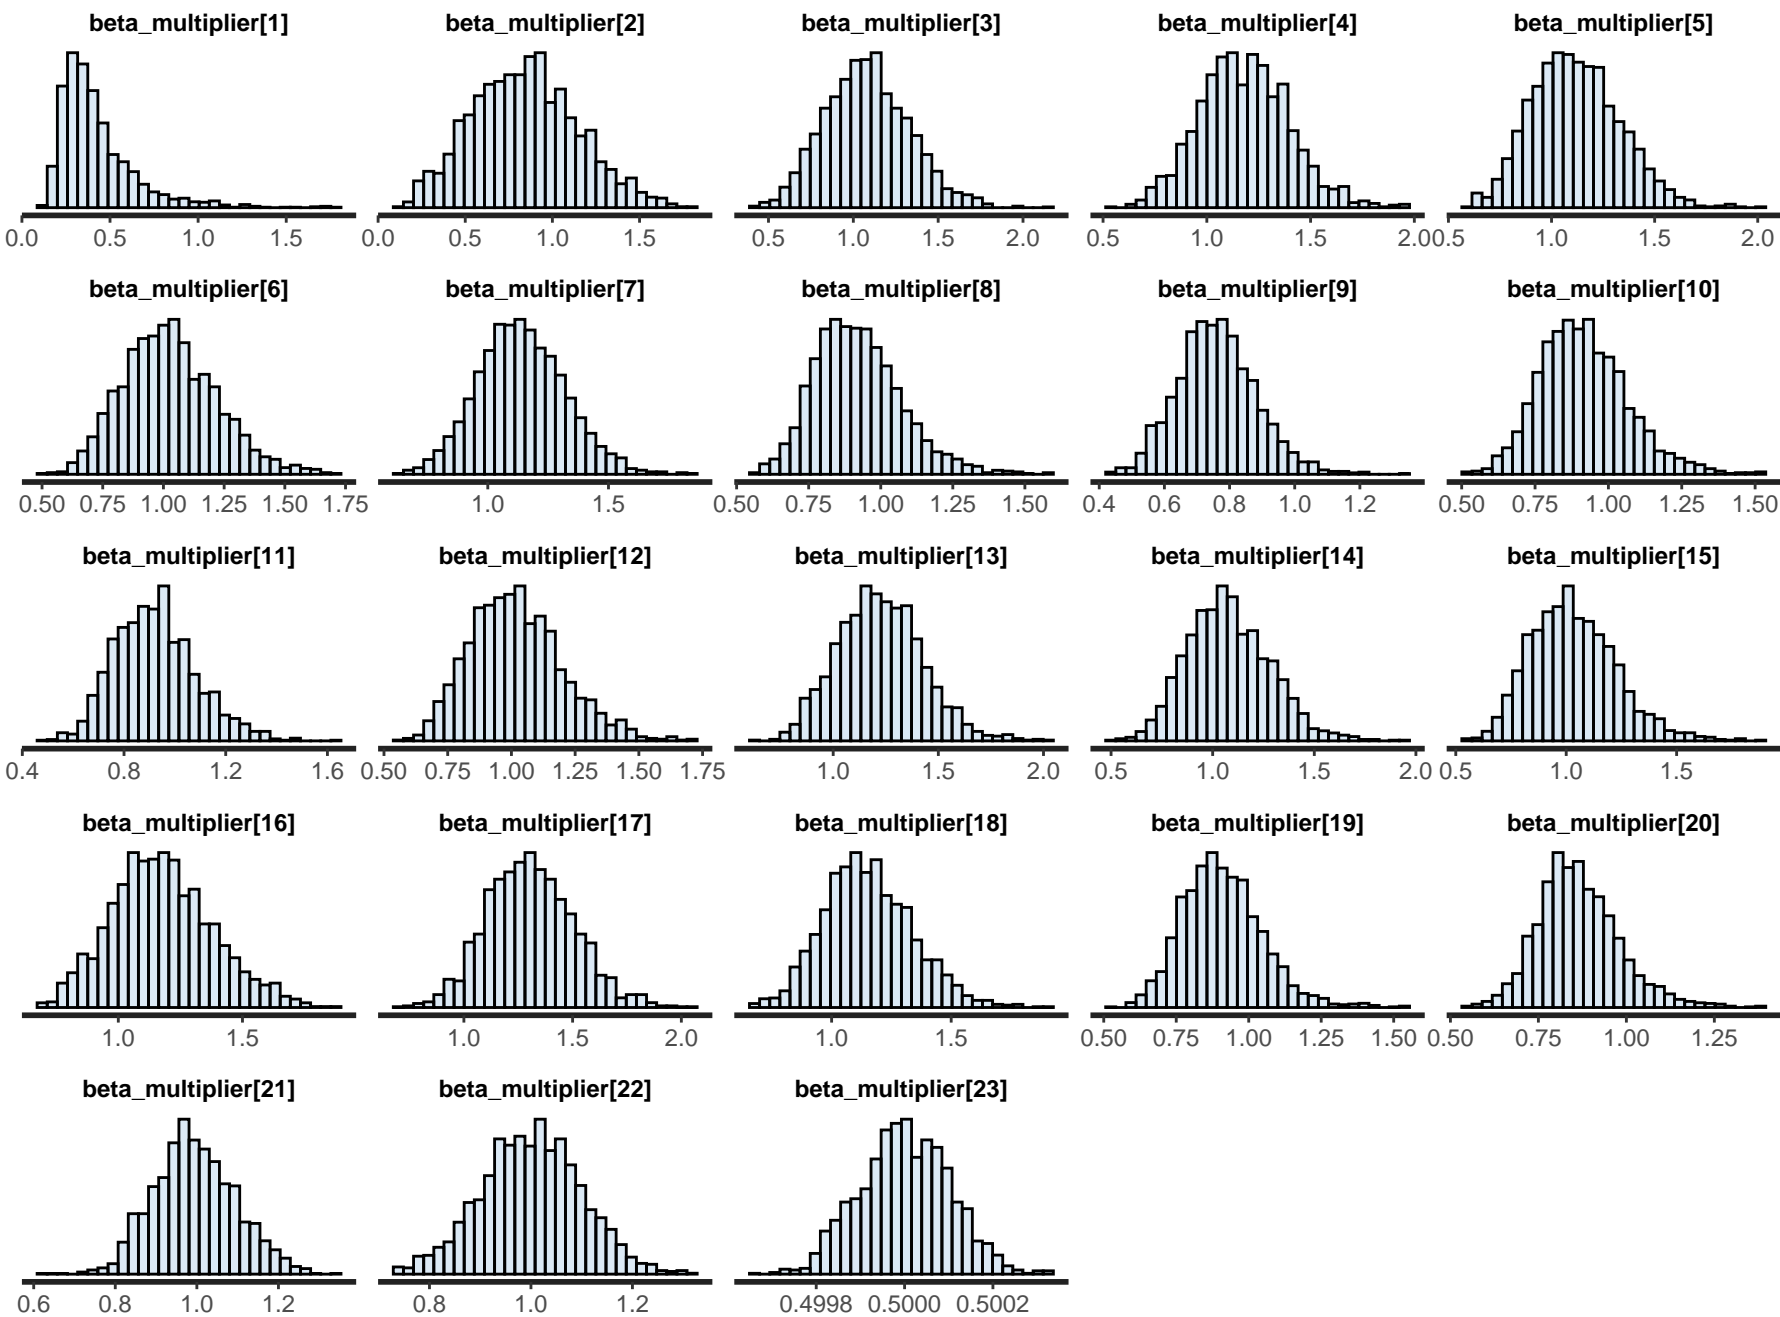 beta_multiplier[1] beta_multiplier[2] beta_multiplier[3] beta_multiplier[4] beta_multiplier[5]
0.0 0.5 1.0 1.5 0.0 0.5 1.0 1.5 0.5 1.0 1.5 2.0 0.5 1.0 1.5 2.0 0.5 1.0 1.5 2.0
beta_multiplier[6] beta_multiplier[7] beta_multiplier[8] beta_multiplier[9] beta_multiplier[10]
0.50 0.75 1.00 1.25 1.50 1.75 1.0 1.5 0.50 0.75 1.00 1.25 1.50 0.4 0.6 0.8 1.0 1.2 0.50 0.75 1.00 1.25 1.50
beta_multiplier[11] beta_multiplier[12] beta_multiplier[13] beta_multiplier[14] beta_multiplier[15]
0.4 0.8 1.2 1.6 0.50 0.75 1.00 1.25 1.50 1.75 1.0 1.5 2.0 0.5 1.0 1.5 2.0 0.5 1.0 1.5
beta_multiplier[16] beta_multiplier[17] beta_multiplier[18] beta_multiplier[19] beta_multiplier[20]
1.0 1.5 1.0 1.5 2.0 1.0 1.5 0.50 0.75 1.00 1.25 1.50 0.50 0.75 1.00 1.25
beta_multiplier[21] beta_multiplier[22] beta_multiplier[23]
0.6 0.8 1.0 1.2 0.8 1.0 1.2 0.4998 0.5000 0.5002